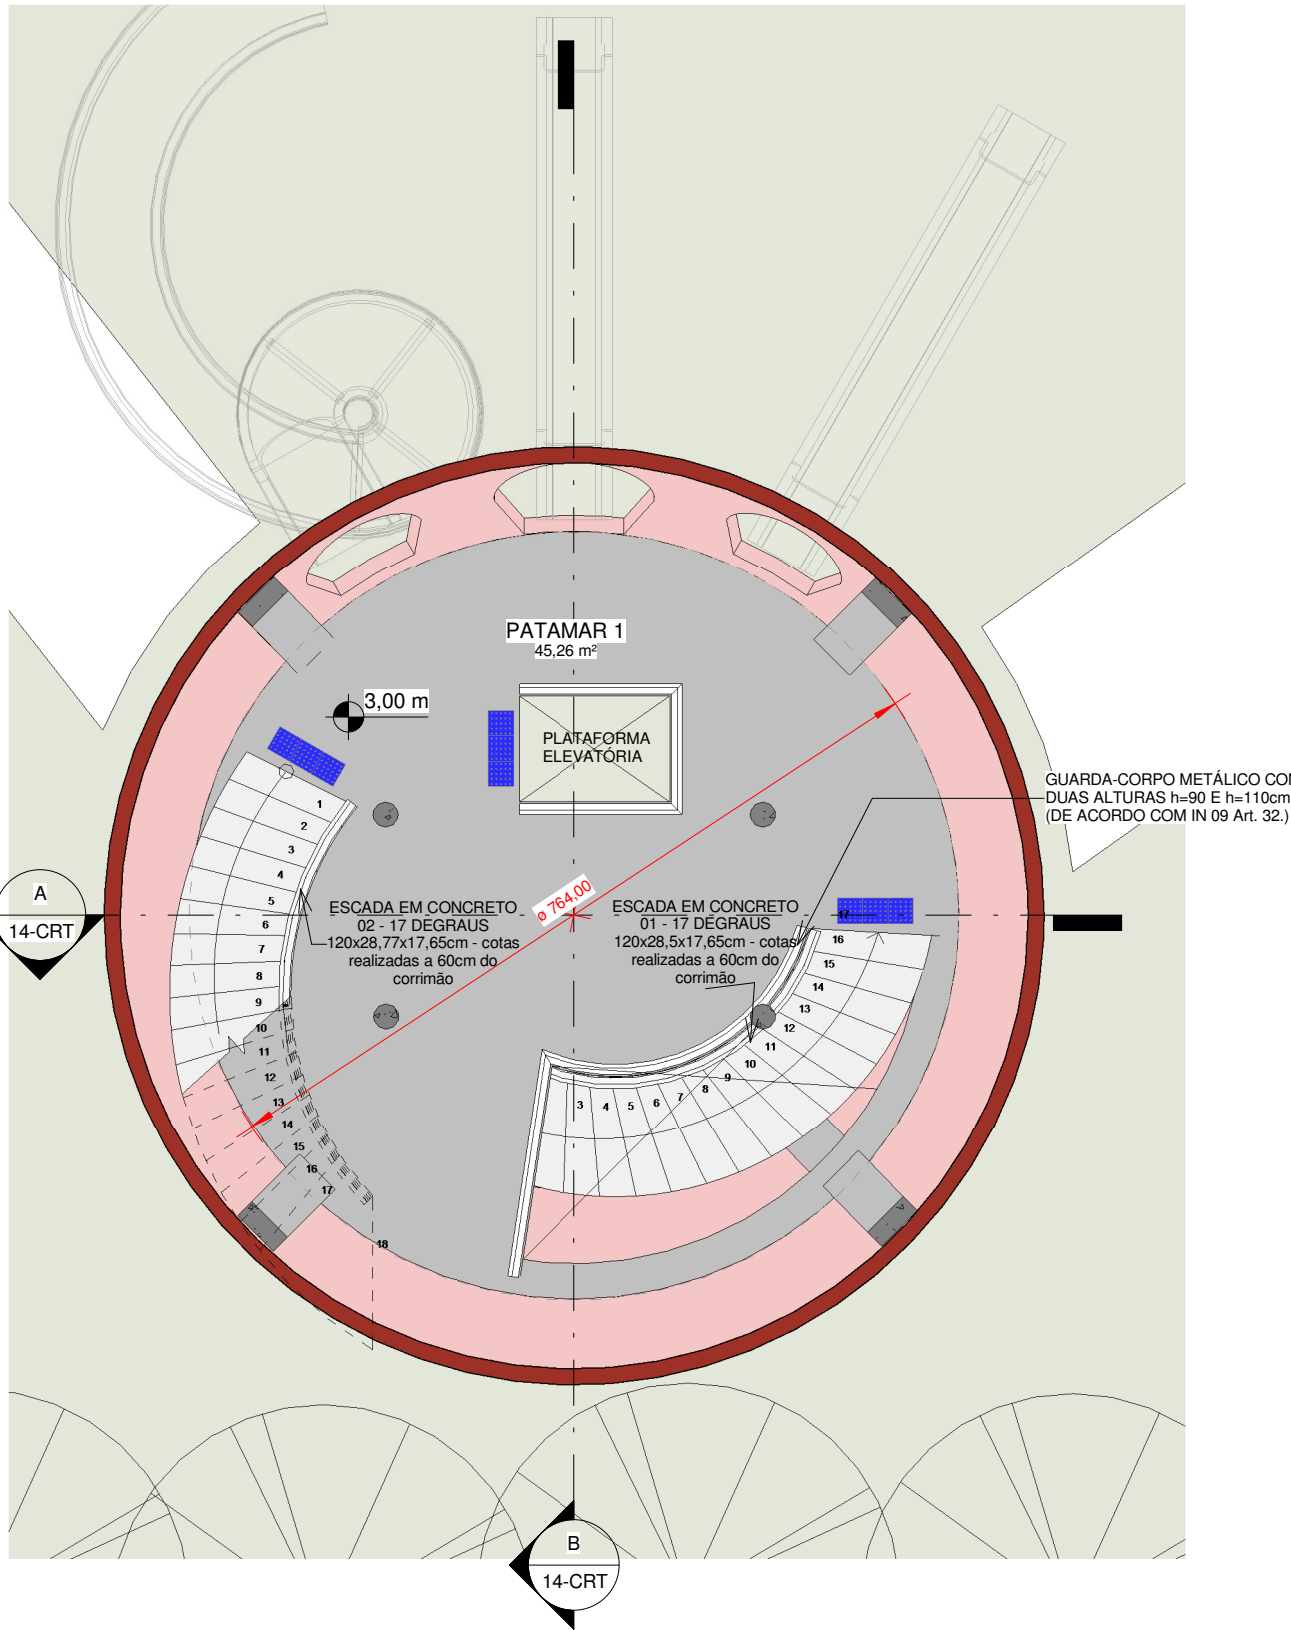 PATAMAR 1
45,26 m²
3,00 m
PLATAFORMA
ELEVATÓRIA
GUARDA-CORPO METÁLICO CO
DUAS ALTURAS h=90 E h=110cm
(DE ACORDO COM IN 09 Art. 32.)
A
14-CRT
ø 764,00
ESCADA EM CONCRETO
02 - 17 DEGRAUS
120x28,77x17,65cm - cotas
realizadas a 60cm do
corrimão
ESCADA EM CONCRETO
01 - 17 DEGRAUS
120x28,5x17,65cm - cotas
realizadas a 60cm do
corrimão
1
2
3
4
5
6
7
8
9
10
11
12
13
14
15
16
17
18
17
16
15
14
13
12
11
10
9
8
7
6
5
4
3
B
14-CRT